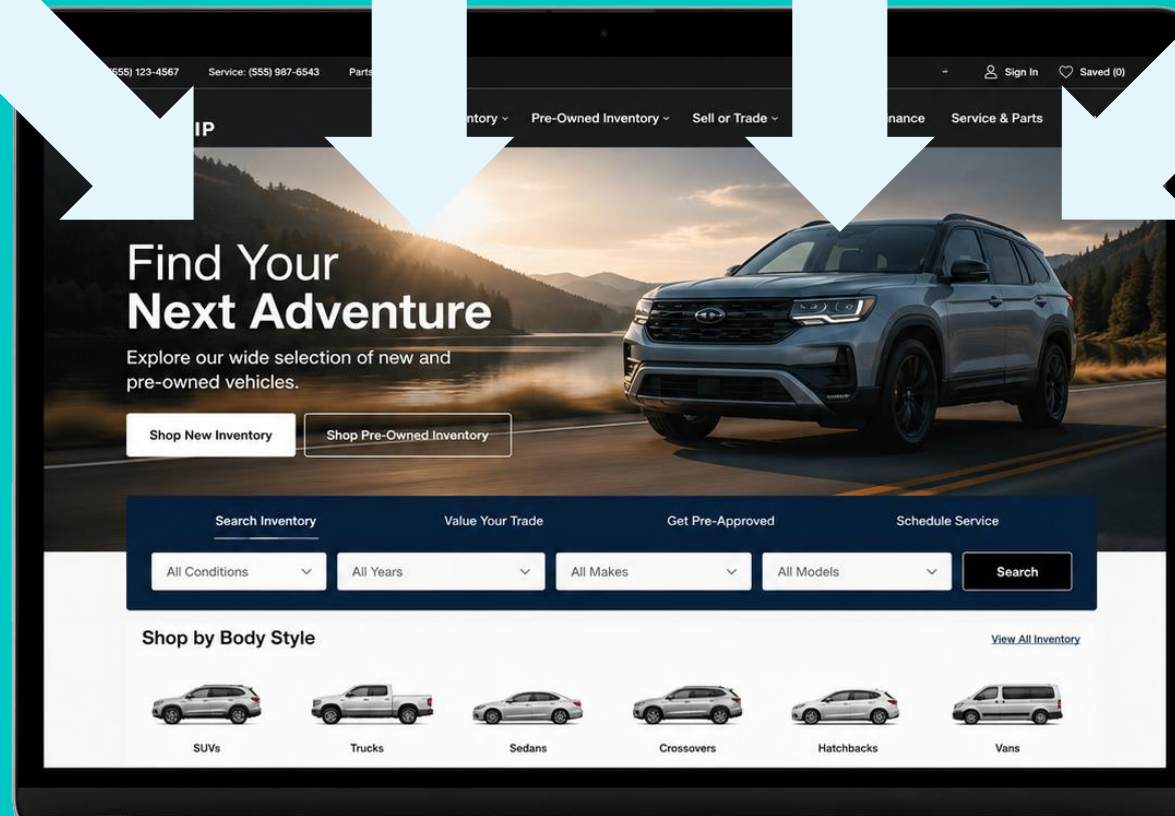 555) 123-4567 Service: (555) 987-6543 Parts Sign In Saved (0)
IP ntory Pre-Owned Inventory Sell or Trade nance Service & Parts
Find Your
Next Adventure
Explore our wide selection of new and
pre-owned vehicles.
Shop New Inventory Shop Pre-Owned Inventory
Search Inventory Value Your Trade Get Pre-Approved Schedule Service
All Conditions All Years All Makes All Models Search
Shop by Body Style View All Inventory
SUVs Trucks Sedans Crossovers Hatchbacks Vans